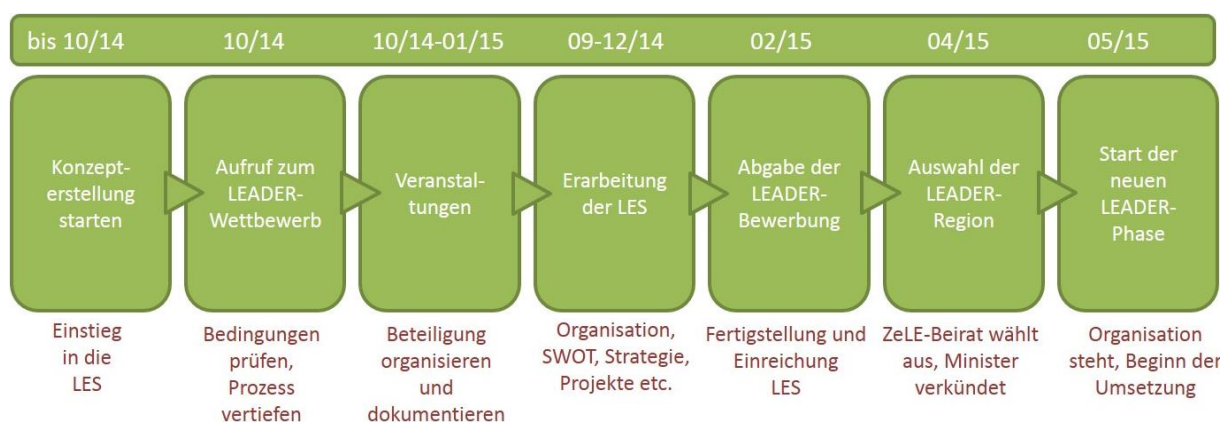 bis 10/14
10/14
10/14-01/15
09-12/14
02/15
04/15
05/15
Konzept-
erstellung
starten
Aufruf zum
LEADER-
Wettbewerb
Veranstal-
tungen
Erarbeitung
der LES
Abgabe der
LEADER-
Bewerbung
Auswahl der
LEADER-
Region
Start der
neuen
LEADER-
Phase
Einstieg
in die
LES
Bedingungen
prüfen,
Prozess
vertiefen
Beteiligung
organisieren
und
dokumentieren
Organisation,
SWOT, Strategie,
Projekte etc.
Fertigstellung und
Einreichung
LES
ZeLE-Beirat wählt
aus, Minister
verkündet
Organisation
steht, Beginn der
Umsetzung